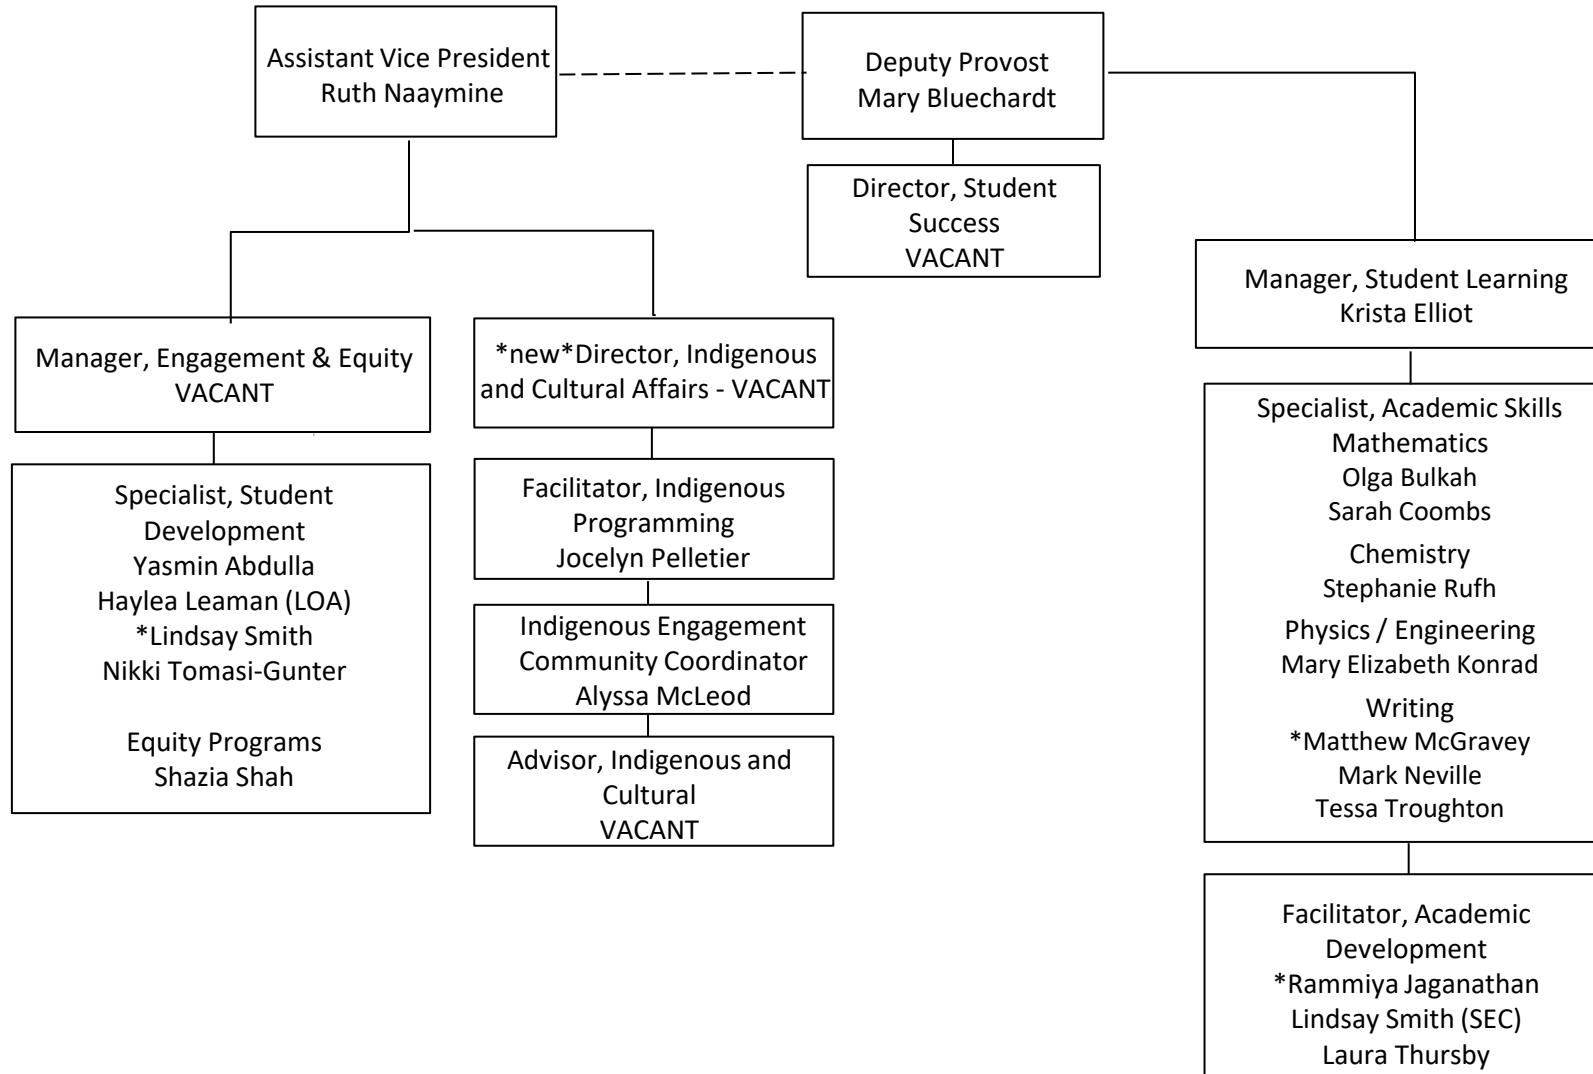 Assistant Vice President
Ruth Naaymine
Deputy Provost
Mary Bluechardt
Director, Student
Success
VACANT
Manager, Student Learning
Krista Elliot
Manager, Engagement & Equity
VACANT
*new*Director, Indigenous
and Cultural Affairs - VACANT
Specialist, Student
Development
Yasmin Abdulla
Haylea Leaman (LOA)
*Lindsay Smith
Nikki Tomasi-Gunter
Equity Programs
Shazia Shah
Facilitator, Indigenous
Programming
Jocelyn Pelletier
Indigenous Engagement
Community Coordinator
Alyssa McLeod
Advisor, Indigenous and
Cultural
VACANT
Specialist, Academic Skills
Mathematics
Olga Bulkah
Sarah Coombs
Chemistry
Stephanie Rufh
Physics / Engineering
Mary Elizabeth Konrad
Writing
*Matthew McGravey
Mark Neville
Tessa Troughton
Facilitator, Academic
Development
*Rammiya Jaganathan
Lindsay Smith (SEC)
Laura Thursby